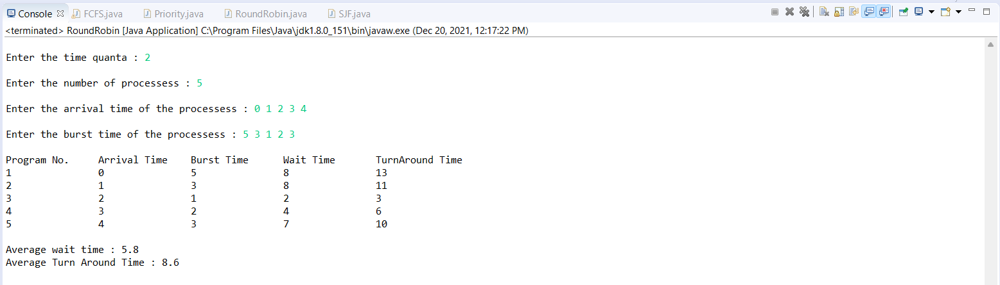 Console FCFS.java Priority.java RoundRobin.java SJF.java
<terminated> RoundRobin [Java Application] C:\Program Files\Java\jdk1.8.0_151\bin\javaw.exe (Dec 20, 2021, 12:17:22 PM)
Enter the time quanta : 2
Enter the number of processess : 5
Enter the arrival time of the processess : 0 1 2 3 4
Enter the burst time of the processess : 5 3 1 2 3
Program No. Arrival Time Burst Time Wait Time TurnAround Time
1 0 5 8 13
2 1 3 8 11
3 2 1 2 3
4 3 2 4 6
5 4 3 7 10
Average wait time : 5.8
Average Turn Around Time : 8.6